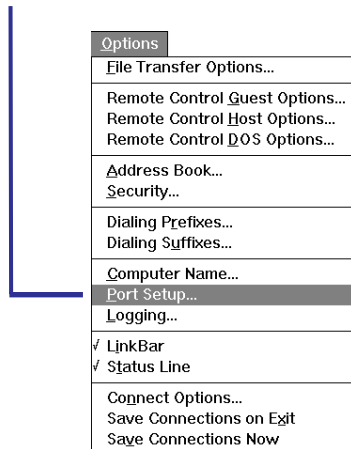 Options
File Transfer Options...
Remote Control Guest Options...
Remote Control Host Options...
Remote Control DOS Options...
Address Book...
Security...
Dialing Prefixes...
Dialing Suffixes...
Computer Name...
Port Setup...
Logging...
√ LinkBar
√ Status Line
Connect Options...
Save Connections on Exit
Save Connections Now